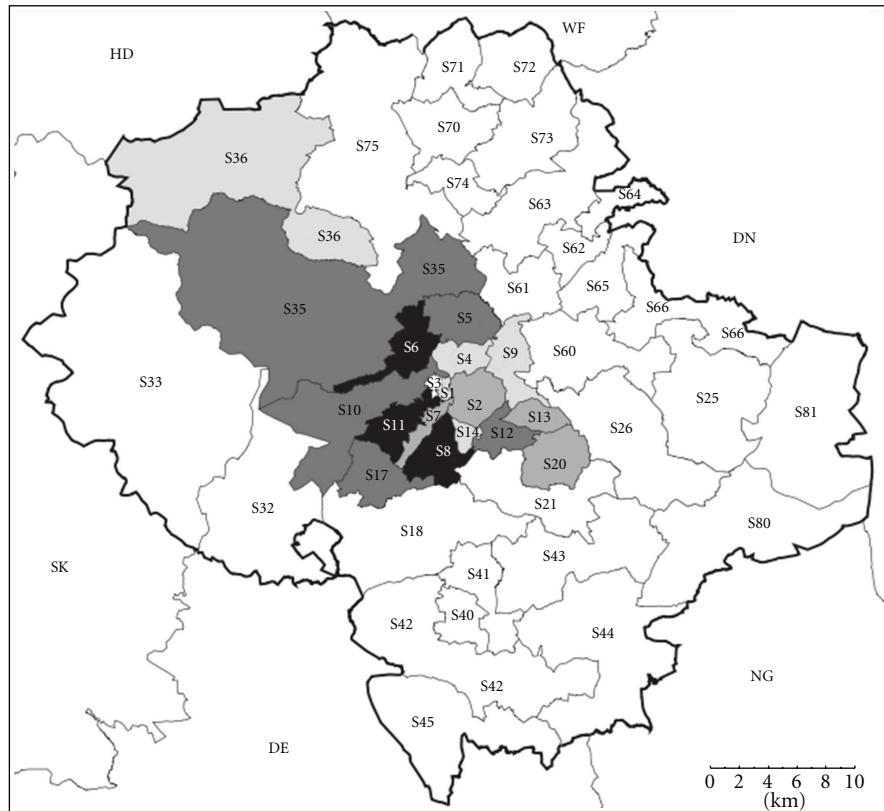 WF
HD
S71
S72
S70
S73
S75
S36
S74
S64
S63
S36
DN
S62
S35
S61
S65
S35
S66
S5
S66
S6
S9
S60
S4
S33
S3
S1
S25
S81
S10
S2
S7
S13
S11
S14
S12
S26
S8
S20
S17
S21
S32
S80
S18
S43
SK
S41
S40
S42
S44
NG
S42
S45
DE
0 2 4 6 8 10
(km)